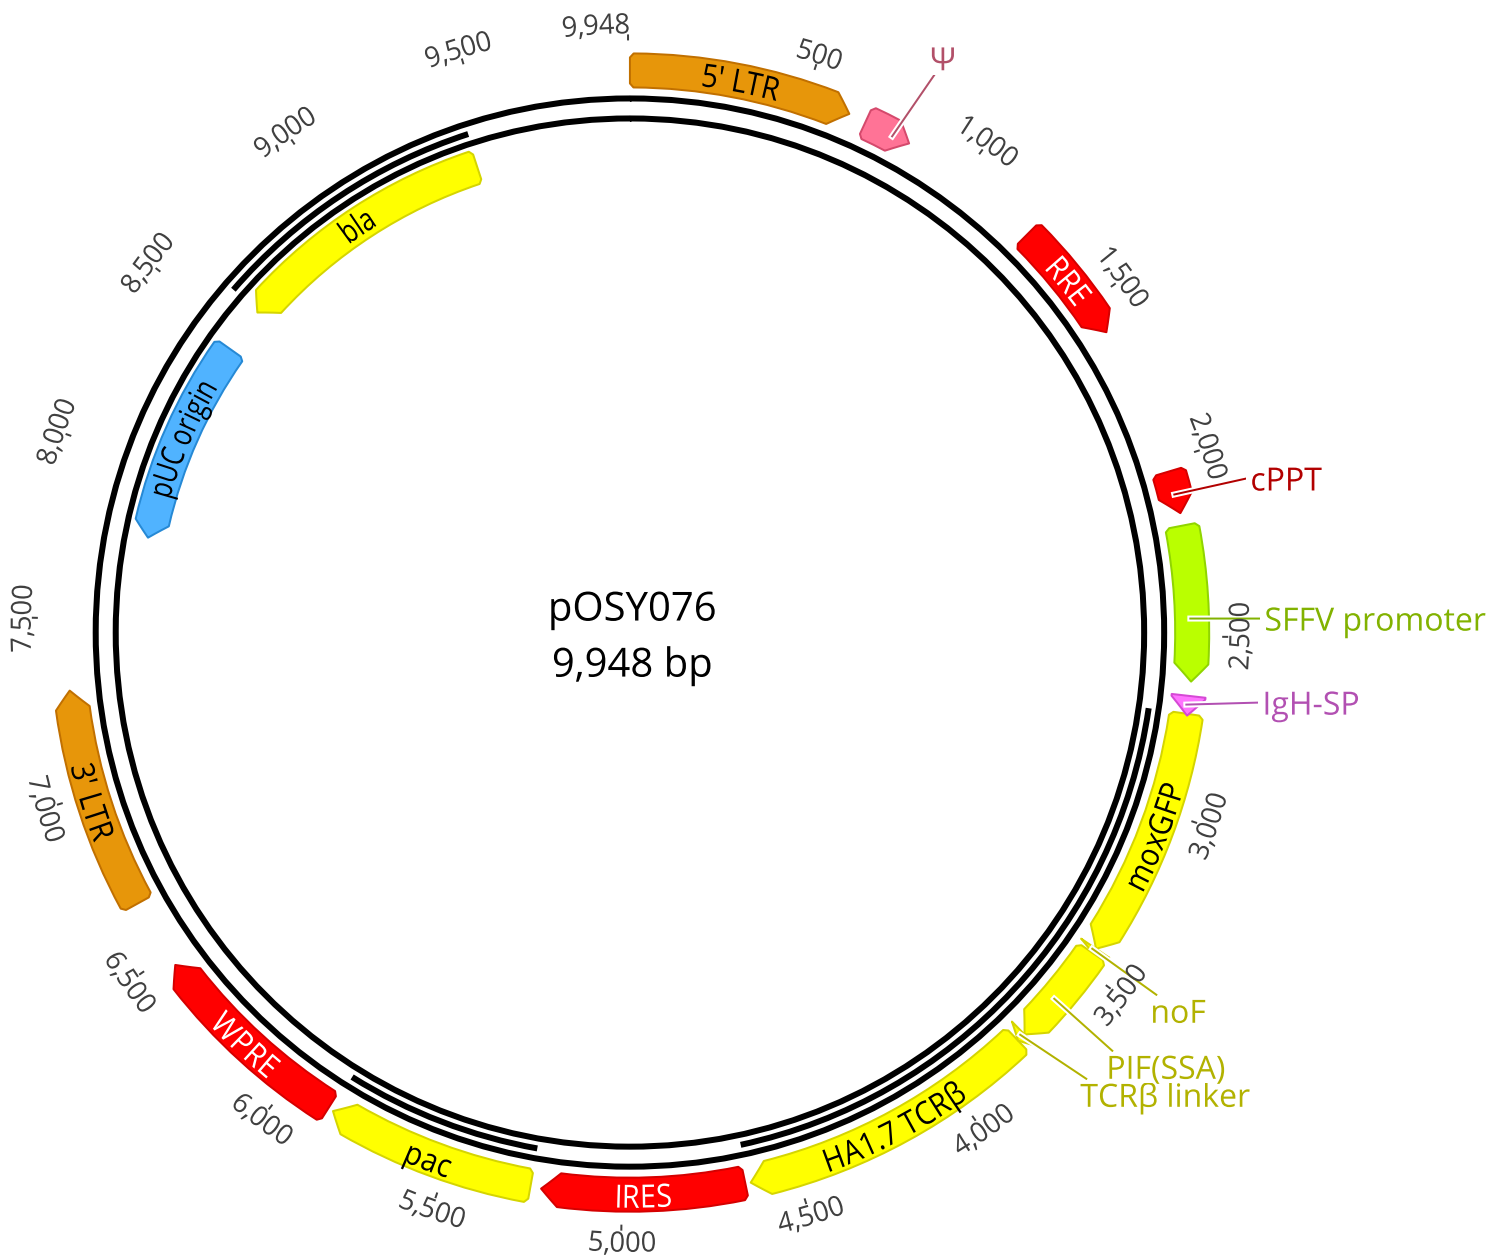 9,948
500
Ψ
5' LTR
1,000
RRE
1,500
2,000
cPPT
SFFV promoter
2,500
IgH-SP
moxGFP
3,000
noF
3,500
PIF(SSA)
TCRβ linker
HA1.7 TCRβ
4,000
4,500
IRES
5,000
pac
5,500
WPRE
6,000
6,500
3' LTR
7,000
7,500
pUC origin
8,000
8,500
bla
9,000
9,500
pOSY076
9,948 bp